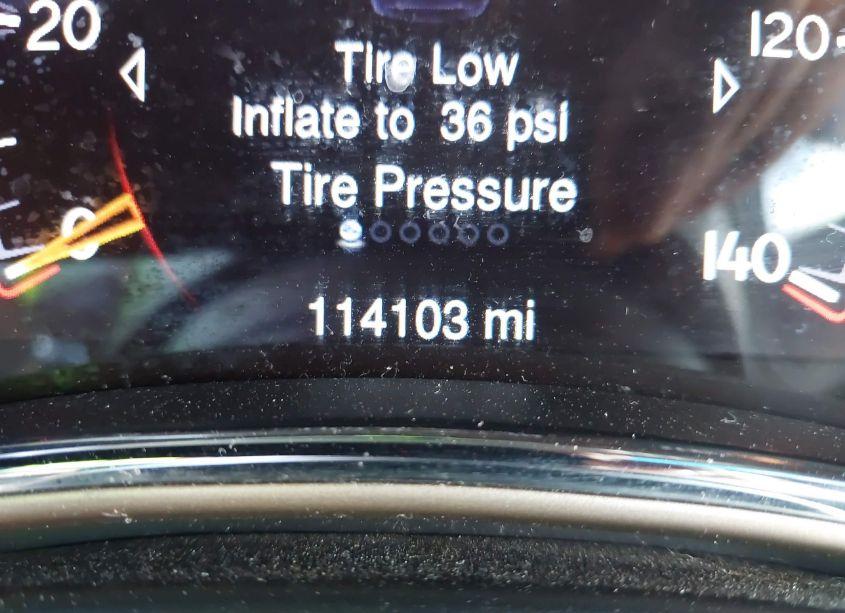 20
120
Tire Low
Inflate to 36 psi
Tire Pressure
0
140
114103 mi